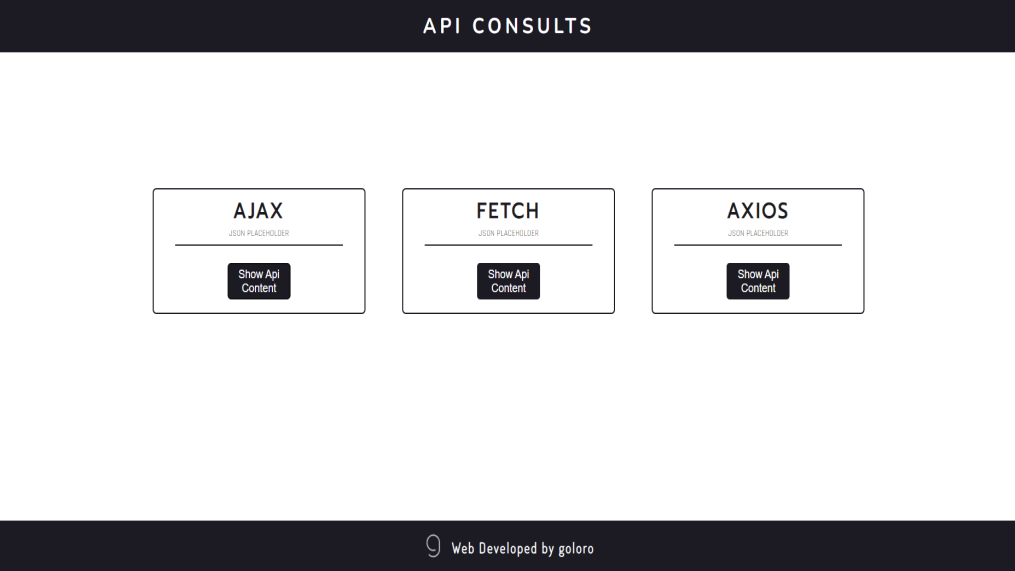 API CONSULTS
AJAX
JSON PLACEHOLDER
Show Api
Content
FETCH
JSON PLACEHOLDER
Show Api
Content
AXIOS
JSON PLACEHOLDER
Show Api
Content
Web Developed by goloro